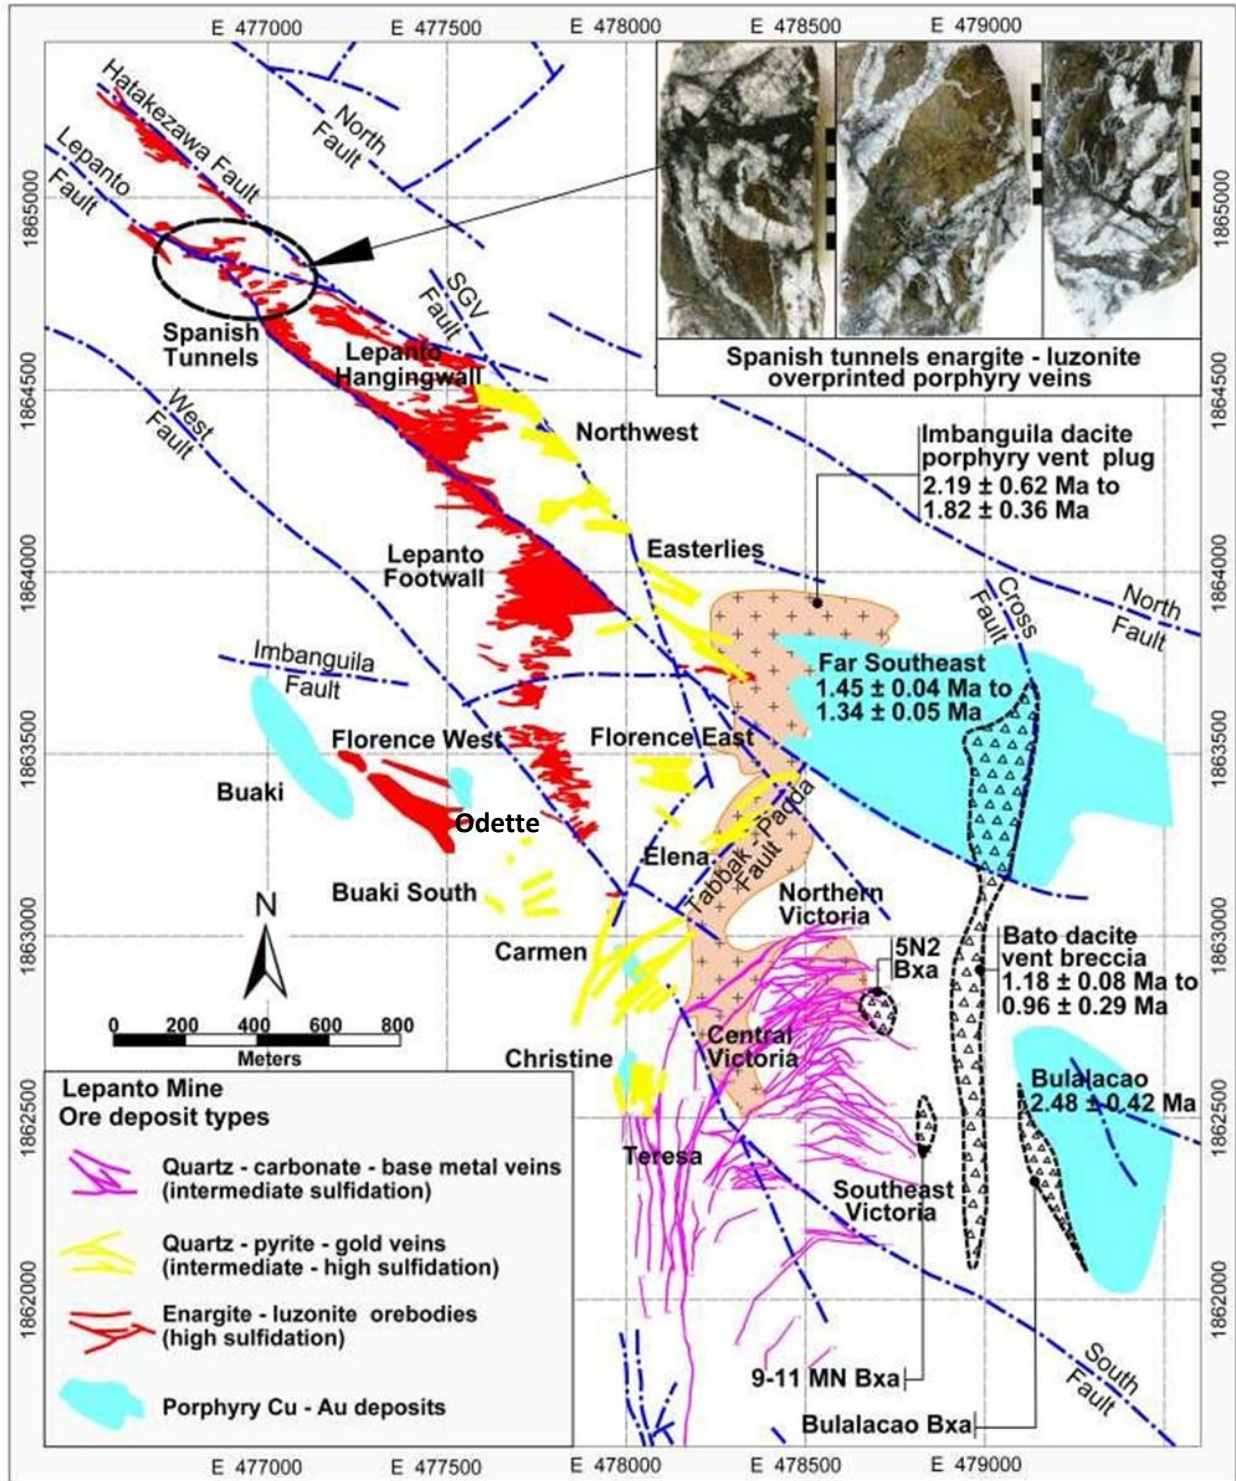 E 477000
E 477500
E 478000
E 478500
E 479000
Hatakezawa Fault
Lepanto
Fault
North
Fault
1865000
1865000
SGV
Fault
Spanish
Tunnels
Lepanto
Hangingwall
Spanish tunnels enargite - luzonite
overprinted porphyry veins
1864500
1864500
West
Fault
Northwest
Imbanguila dacite
porphyry vent plug
2.19 ± 0.62 Ma to
1.82 ± 0.36 Ma
Lepanto
Footwall
Easterlies
1864000
1864000
Cross
Fault
North
Fault
Imbanguila
Fault
Far Southeast
1.45 ± 0.04 Ma to
1.34 ± 0.05 Ma
Florence West
Florence East
1863500
1863500
Buaki
Odette
Elena
Tabbak - Padda
Fault
Buaki South
Northern
Victoria
1863000
1863000
N
Carmen
5N2
Bxa
Bato dacite
vent breccia
1.18 ± 0.08 Ma to
0.96 ± 0.29 Ma
0 200 400 600 800
Meters
Christine
Central
Victoria
Bulalacao
2.48 ± 0.42 Ma
1862500
1862500
Lepanto Mine
Ore deposit types
Teresa
Quartz - carbonate - base metal veins
(intermediate sulfidation)
Southeast
Victoria
Quartz - pyrite - gold veins
(intermediate - high sulfidation)
1862000
1862000
Enargite - luzonite orebodies
(high sulfidation)
South
Fault
9-11 MN Bxa
Porphyry Cu - Au deposits
Bulalacao Bxa
E 477000
E 477500
E 478000
E 478500
E 479000